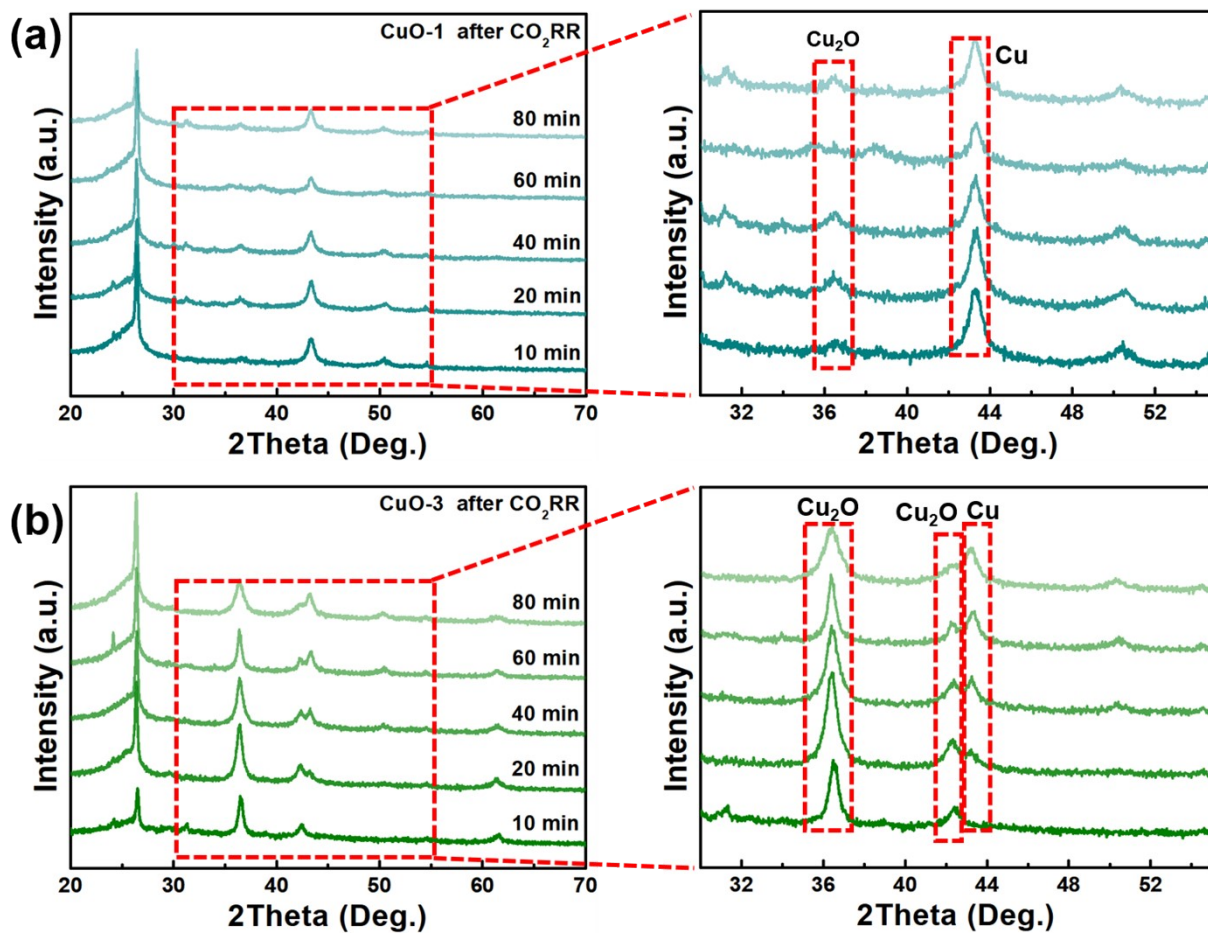 (a)
CuO-1 after CO₂RR
80 min
60 min
40 min
20 min
10 min
Intensity (a.u.)
20 30 40 50 60 70
2Theta (Deg.)
Cu₂O
Cu
Intensity (a.u.)
32 36 40 44 48 52
2Theta (Deg.)
(b)
CuO-3 after CO₂RR
80 min
60 min
40 min
20 min
10 min
Intensity (a.u.)
20 30 40 50 60 70
2Theta (Deg.)
Cu₂O
Cu₂O Cu
Intensity (a.u.)
32 36 40 44 48 52
2Theta (Deg.)